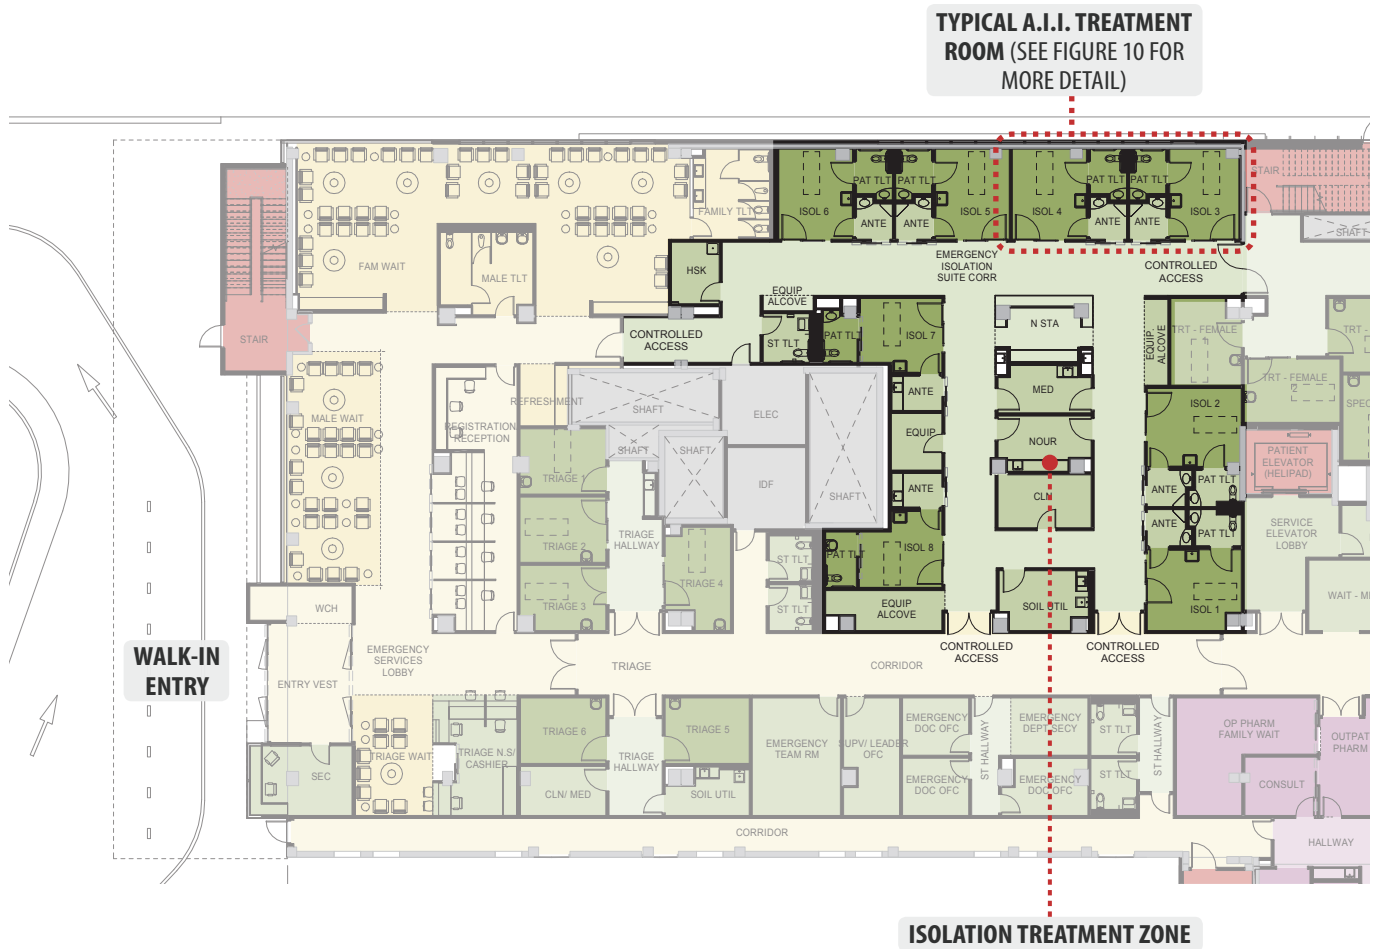 TYPICAL A.I.I. TREATMENT
ROOM (SEE FIGURE 10 FOR
MORE DETAIL)
STAIR
SHAFT
FAMILY TLT
PAT TLT
PAT TLT
PAT TLT
PAT TLT
ISOL 6
ANTE
ANTE
ISOL 5
ISOL 4
ANTE
ANTE
ISOL 3
FAM WAIT
MALE TLT
HSK
EMERGENCY
ISOLATION
SUITE CORR
CONTROLLED
ACCESS
EQUIP
ALCOVE
STAIR
CONTROLLED
ACCESS
ST TLT
PAT TLT
ISOL 7
N STA
EQUIP
ALCOVE
TRT - FEMALE
TRT -
TRT - FEMALE
2
MED
ANTE
REFRESHMENT
SHAFT
ELEC
ISOL 2
SPEC
MALE WAIT
REGISTRATION
RECEPTION
EQUIP
NOUR
SHAFT
SHAFT
PATIENT
ELEVATOR
(HELIPAD)
TRIAGE 1
IDF
SHAFT
ANTE
CLN
ANTE
PAT TLT
TRIAGE
HALLWAY
ANTE
PAT TLT
SERVICE
ELEVATOR
LOBBY
TRIAGE 2
ST TLT
PAT TLT
ISOL 8
TRIAGE 3
TRIAGE 4
ST TLT
EQUIP
ALCOVE
SOIL UTIL
ISOL 1
WAIT - M
WCH
WALK-IN
ENTRY
EMERGENCY
SERVICES
LOBBY
TRIAGE
CORRIDOR
CONTROLLED
ACCESS
CONTROLLED
ACCESS
ENTRY VEST
TRIAGE 6
TRIAGE 5
EMERGENCY
DOC OFC
EMERGENCY
DEPT SECY
ST TLT
OP PHARM
FAMILY WAIT
OUTPAT
PHARM
SEC
TRIAGE WAIT
TRIAGE N.S/
CASHIER
TRIAGE
HALLWAY
EMERGENCY
TEAM RM
SUPV/ LEADER
OFC
ST HALLWAY
ST HALLWAY
CLN/ MED
SOIL UTIL
EMERGENCY
DOC OFC
EMERGENCY
DOC OFC
ST TLT
CONSULT
CORRIDOR
HALLWAY
ISOLATION TREATMENT ZONE